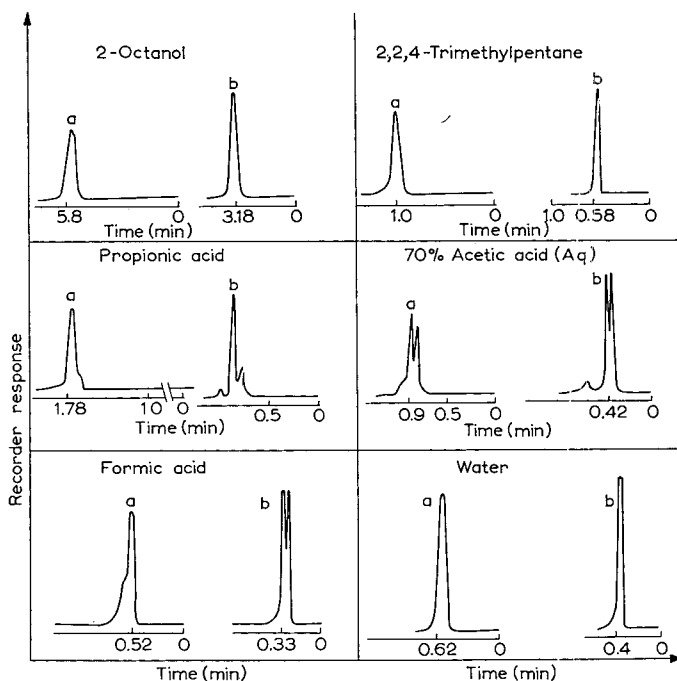 2-Octanol
a
b
5.8 0
3.18 0
Time (min)
2,2,4-Trimethylpentane
a
b
1.0 0
1.0 0.58 0
Time (min)
Propionic acid
a
b
1.78 1.0 0
0.5 0
Time (min)
70% Acetic acid (Aq)
a
b
0.9 0.5 0
0.42 0
Time (min)
Formic acid
a
b
0.52 0
0.33 0
Time (min)
Water
a
b
0.62 0
0.4 0
Time (min)
Recorder response